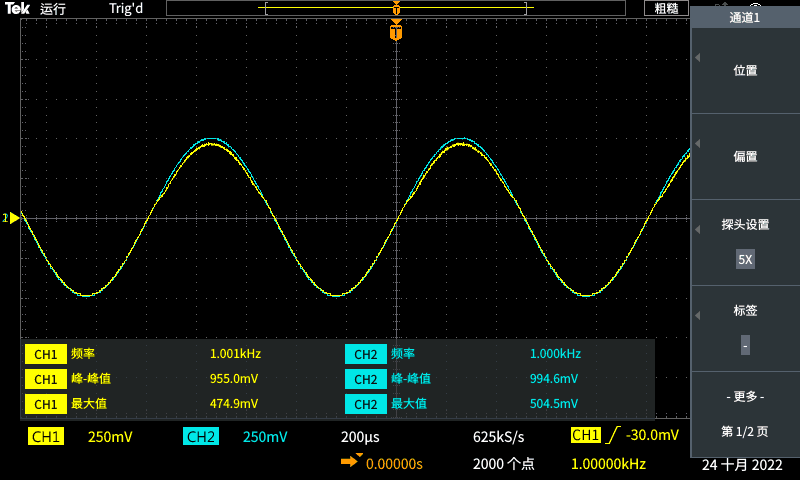 Tek 运行 Trig'd T 粗糙
通道1
T
位置
偏置
2
探头设置
5X
标签
-
CH1 频率 1.001kHz CH2 频率 1.000kHz
CH1 峰-峰值 955.0mV CH2 峰-峰值 994.6mV
CH1 最大值 474.9mV CH2 最大值 504.5mV
- 更多 -
第 1/2 页
CH1 250mV CH2 250mV 200µs 625kS/s CH1 -30.0mV
0.00000s 2000 个点 1.00000kHz 24 十月 2022